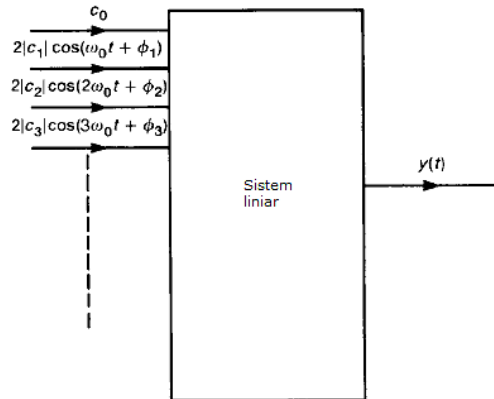 c₀
2|c₁| cos(ω₀t + ϕ₁)
2|c₂| cos(2ω₀t + ϕ₂)
2|c₃| cos(3ω₀t + ϕ₃)
Sistem
liniar
y(t)